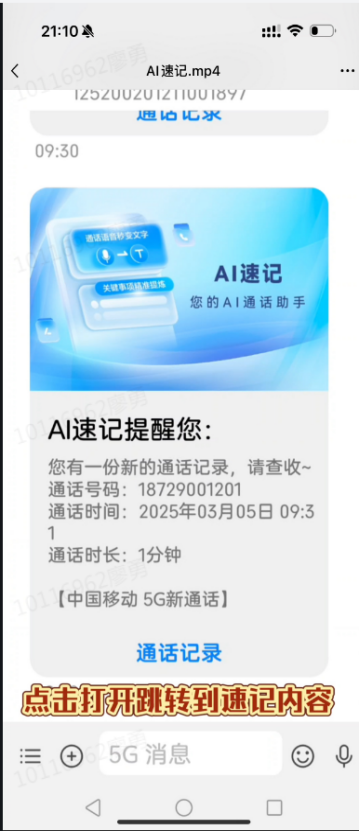 21:10
AI速记.mp4
125200201211001897
通话记录
09:30
通话语音秒变文字
T
关键事项精准提炼
AI速记
您的AI通话助手
AI速记提醒您：
您有一份新的通话记录，请查收~
通话号码：18729001201
通话时间：2025年03月05日 09:3
1
通话时长：1分钟
【中国移动 5G新通话】
通话记录
点击打开跳转到速记内容
5G 消息
10116962廖勇